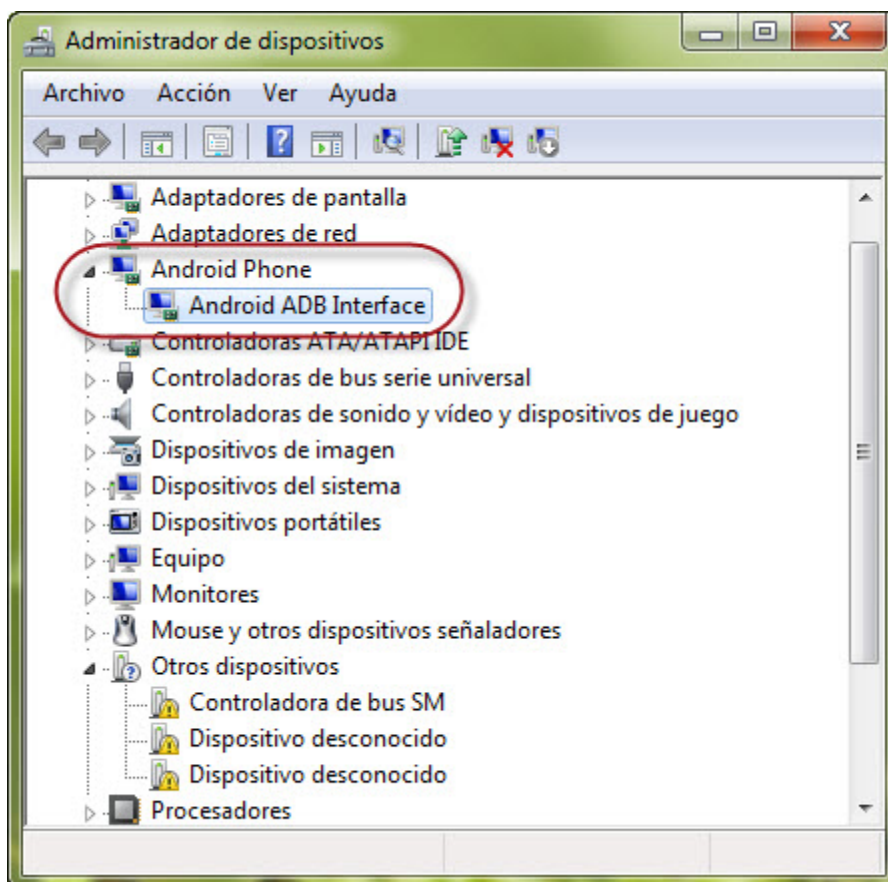 Administrador de dispositivos
Archivo Acción Ver Ayuda
Adaptadores de pantalla
Adaptadores de red
Android Phone
Android ADB Interface
Controladoras ATA/ATAPI IDE
Controladoras de bus serie universal
Controladoras de sonido y vídeo y dispositivos de juego
Dispositivos de imagen
Dispositivos del sistema
Dispositivos portátiles
Equipo
Monitores
Mouse y otros dispositivos señaladores
Otros dispositivos
Controladora de bus SM
Dispositivo desconocido
Dispositivo desconocido
Procesadores